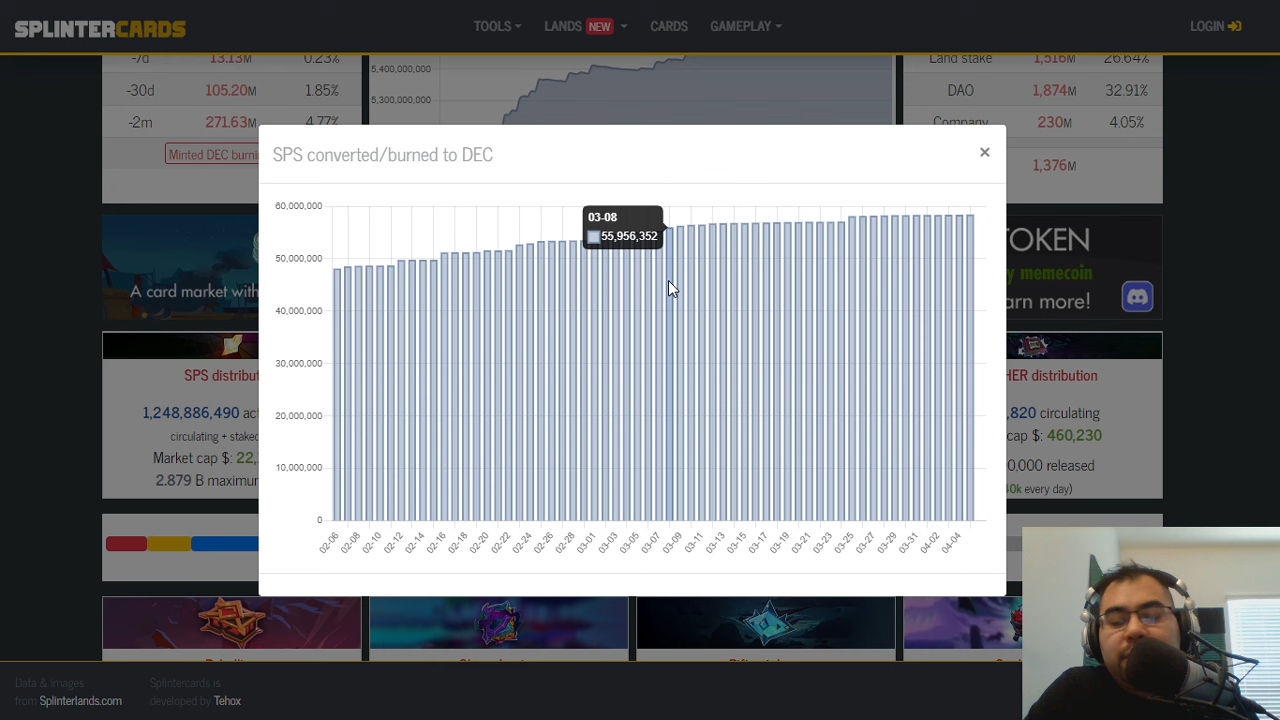 SPLINTERCARDS
TOOLS
LANDS NEW
CARDS
GAMEPLAY
LOGIN
-7d 13.13M 0.23%
-30d 105.20M 1.85%
-2m 271.63M 4.77%
Minted DEC
5,400,000,000
5,300,000,000
Land stake 1,516M 26.64%
DAO 1,874M 32.91%
Company 230M 4.05%
1,376M
SPS converted/burned to DEC
×
03-08
55,956,352
60,000,000
50,000,000
40,000,000
30,000,000
20,000,000
10,000,000
0
02-06 02-08 02-10 02-12 02-14 02-16 02-18 02-20 02-22 02-24 02-26 02-28 03-01 03-03 03-05 03-07 03-09 03-11 03-13 03-15 03-17 03-19 03-21 03-23 03-25 03-27 03-29 03-31 04-02 04-04
A card market with
TOKEN
y memecoin
arn more!
SPS distribu
1,248,886,490 ac
circulating + stake
Market cap $: 22,
2.879 B maximu
HER distribution
,820 circulating
cap $: 460,230
0,000 released
0k every day)
Data & images
from Splinterlands.com
Splintercards is
developed by Tehox